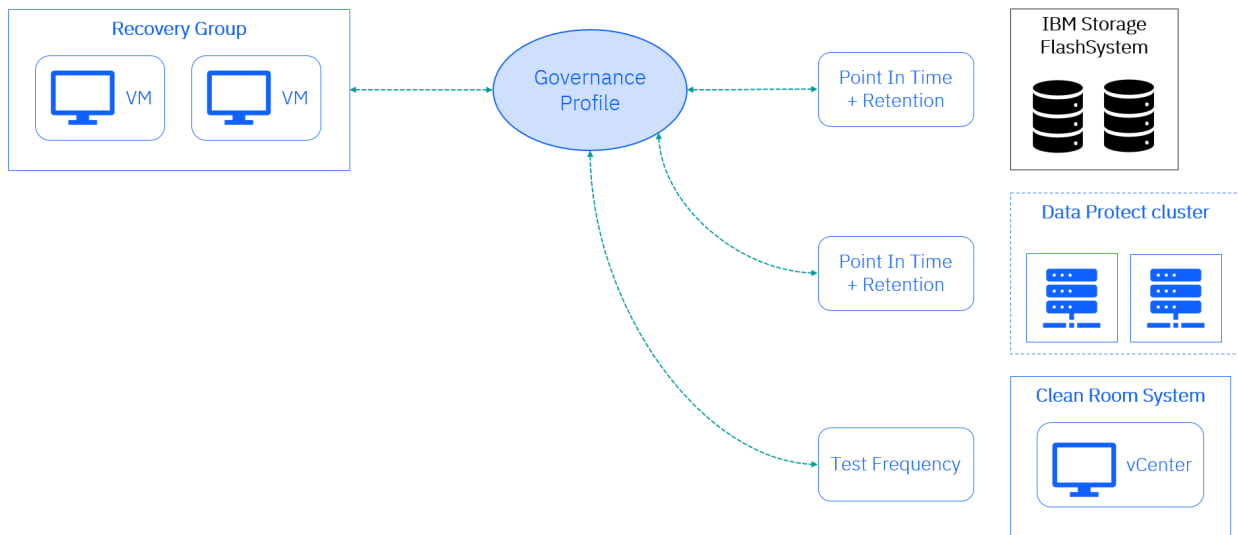 Recovery Group
VM
VM
Governance
Profile
Point In Time
+ Retention
IBM Storage
FlashSystem
Point In Time
+ Retention
Data Protect cluster
Test Frequency
Clean Room System
vCenter